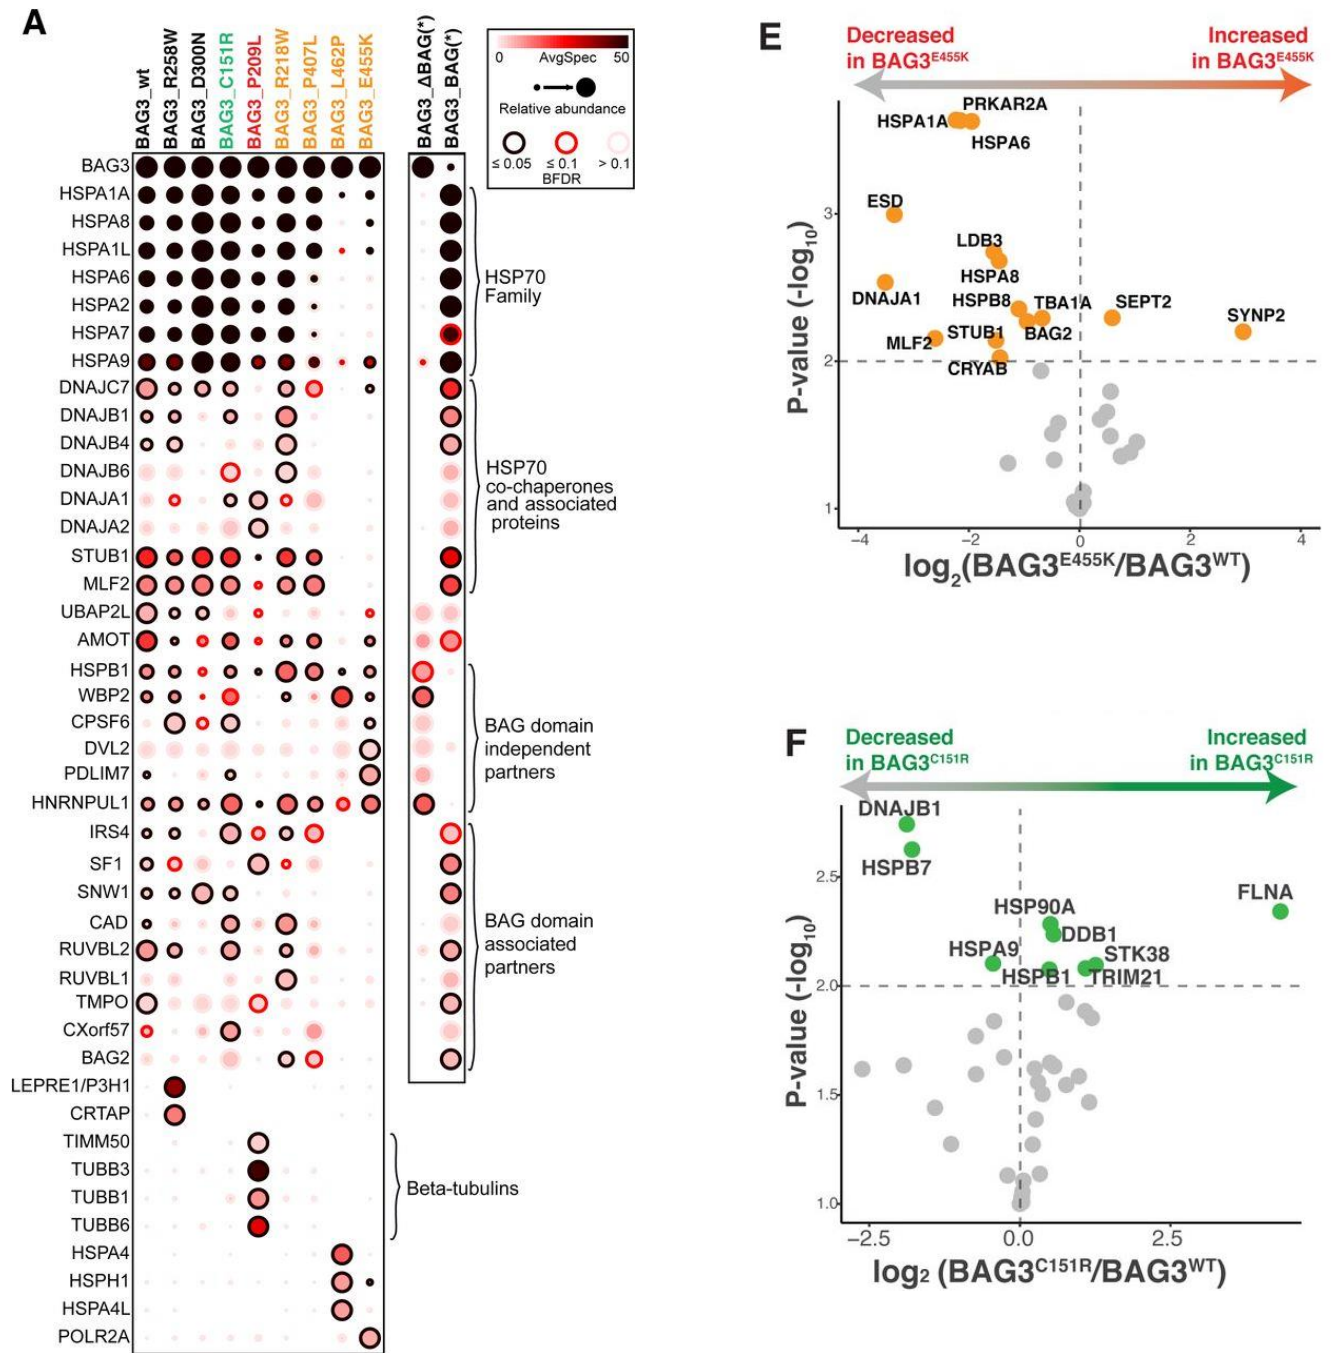 A
BAG3_wt
BAG3_R258W
BAG3_D300N
BAG3_C151R
BAG3_P209L
BAG3_R218W
BAG3_P407L
BAG3_L462P
BAG3_E455K
BAG3_ΔBAG(*)
BAG3_BAG(*)
0 50
AvgSpec
Relative abundance
≤ 0.05 ≤ 0.1 > 0.1
BFDR
BAG3
HSPA1A
HSPA8
HSPA1L
HSPA6
HSPA2
HSPA7
HSPA9
DNAJC7
DNAJB1
DNAJB4
DNAJB6
DNAJA1
DNAJA2
STUB1
MLF2
UBAP2L
AMOT
HSPB1
WBP2
CPSF6
DVL2
PDLIM7
HNRNPUL1
IRS4
SF1
SNW1
CAD
RUVBL2
RUVBL1
TMPO
CXorf57
BAG2
LEPRE1/P3H1
CRTAP
TIMM50
TUBB3
TUBB1
TUBB6
HSPA4
HSPH1
HSPA4L
POLR2A
HSP70
Family
HSP70
co-chaperones
and associated
proteins
BAG domain
independent
partners
BAG domain
associated
partners
Beta-tubulins
E
Decreased
in BAG3E455K
Increased
in BAG3E455K
PRKAR2A
HSPA1A
HSPA6
ESD
LDB3
HSPA8
DNAJA1
HSPB8
TBA1A
SEPT2
SYNP2
MLF2
STUB1
BAG2
CRYAB
3
2
1
P-value (-log10)
−4 −2 0 2 4
log2(BAG3E455K/BAG3WT)
F
Decreased
in BAG3C151R
Increased
in BAG3C151R
DNAJB1
HSPB7
FLNA
HSP90A
DDB1
HSPA9
STK38
HSPB1
TRIM21
2.5
2.0
1.5
1.0
P-value (-log10)
−2.5 0.0 2.5
log2 (BAG3C151R/BAG3WT)